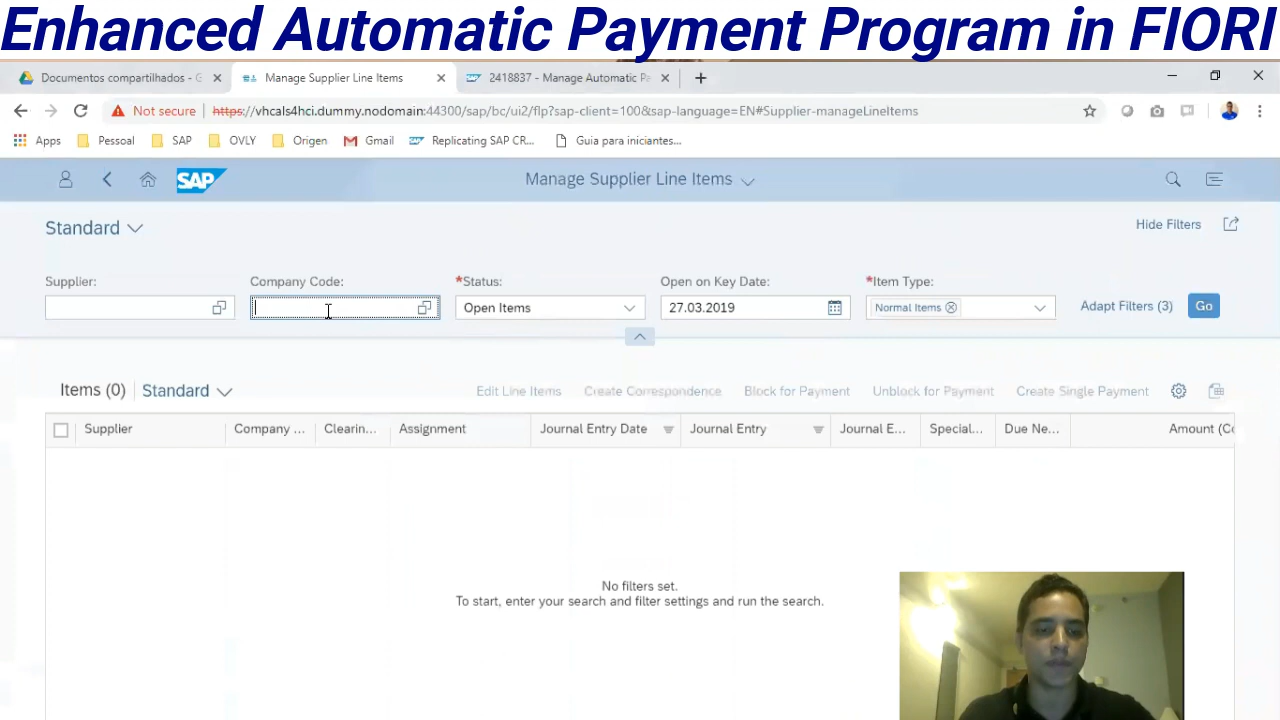 Enhanced Automatic Payment Program in FIORI
Documentos compartilhados - G
Manage Supplier Line Items
2418837 - Manage Automatic Pa
Not secure
https://vhcals4hci.dummy.nodomain:44300/sap/bc/ui2/flp?sap-client=100&sap-language=EN#Supplier-manageLineItems
Apps Pessoal SAP OVLY Origen Gmail Replicating SAP CR... Guia para iniciantes...
SAP Manage Supplier Line Items
Standard Hide Filters
Supplier: Company Code: *Status: Open on Key Date: *Item Type:
Open Items 27.03.2019 Normal Items Adapt Filters (3) Go
Items (0) Standard Edit Line Items Create Correspondence Block for Payment Unblock for Payment Create Single Payment
Supplier Company ... Clearin... Assignment Journal Entry Date Journal Entry Journal E... Special... Due Ne... Amount (Co
No filters set.
To start, enter your search and filter settings and run the search.